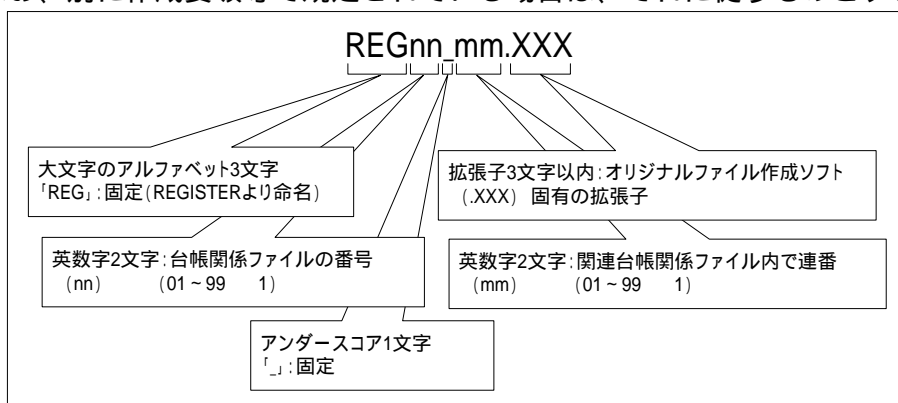 REGnn_mm.XXX
大文字のアルファベット3文字
「REG」:固定(REGISTERより命名)
拡張子3文字以内:オリジナルファイル作成ソフト
(.XXX) 固有の拡張子
英数字2文字:台帳関係ファイルの番号
(nn) (01~99 1)
英数字2文字:関連台帳関係ファイル内で連番
(mm) (01~99 1)
アンダースコア1文字
「_」:固定